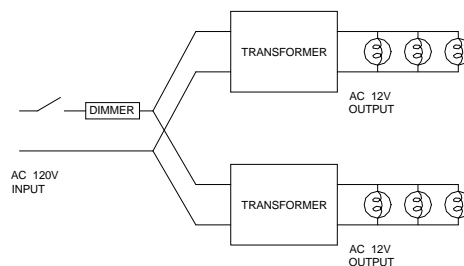 TRANSFORMER
DIMMER
AC 12V
OUTPUT
AC 120V
INPUT
TRANSFORMER
AC 12V
OUTPUT